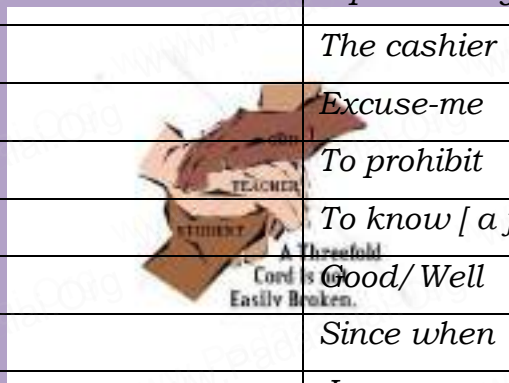 The cashier
Excuse-me
To prohibit
TEACHER
To know [ a
STUDENT
A Threefold
Cord is not
Good/Well
Easily Broken.
Since when